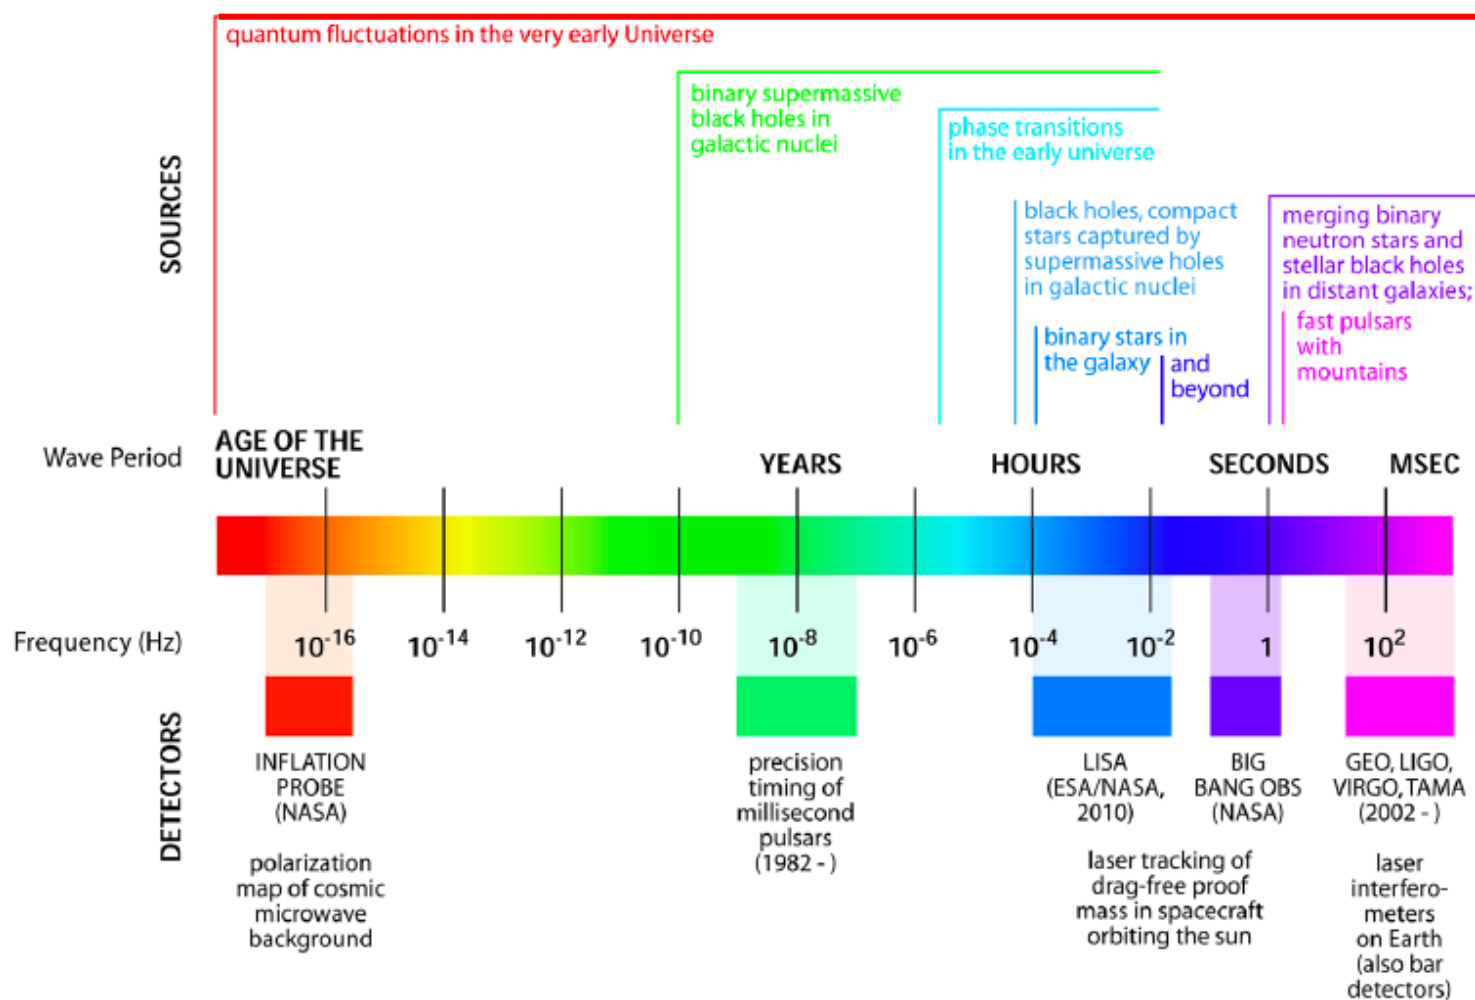 quantum fluctuations in the very early Universe
binary supermassive
black holes in
galactic nuclei
phase transitions
in the early universe
black holes, compact
stars captured by
supermassive holes
in galactic nuclei
merging binary
neutron stars and
stellar black holes
in distant galaxies;
fast pulsars
with
mountains
binary stars in
the galaxy
and
beyond
SOURCES
Wave Period
AGE OF THE
UNIVERSE
YEARS
HOURS
SECONDS
MSEC
Frequency (Hz)
10⁻¹⁶ 10⁻¹⁴ 10⁻¹² 10⁻¹⁰ 10⁻⁸ 10⁻⁶ 10⁻⁴ 10⁻² 1 10²
DETECTORS
INFLATION
PROBE
(NASA)
polarization
map of cosmic
microwave
background
precision
timing of
millisecond
pulsars
(1982 - )
LISA
(ESA/NASA,
2010)
BIG
BANG OBS
(NASA)
laser tracking of
drag-free proof
mass in spacecraft
orbiting the sun
GEO, LIGO,
VIRGO, TAMA
(2002 - )
laser
interfero-
meters
on Earth
(also bar
detectors)